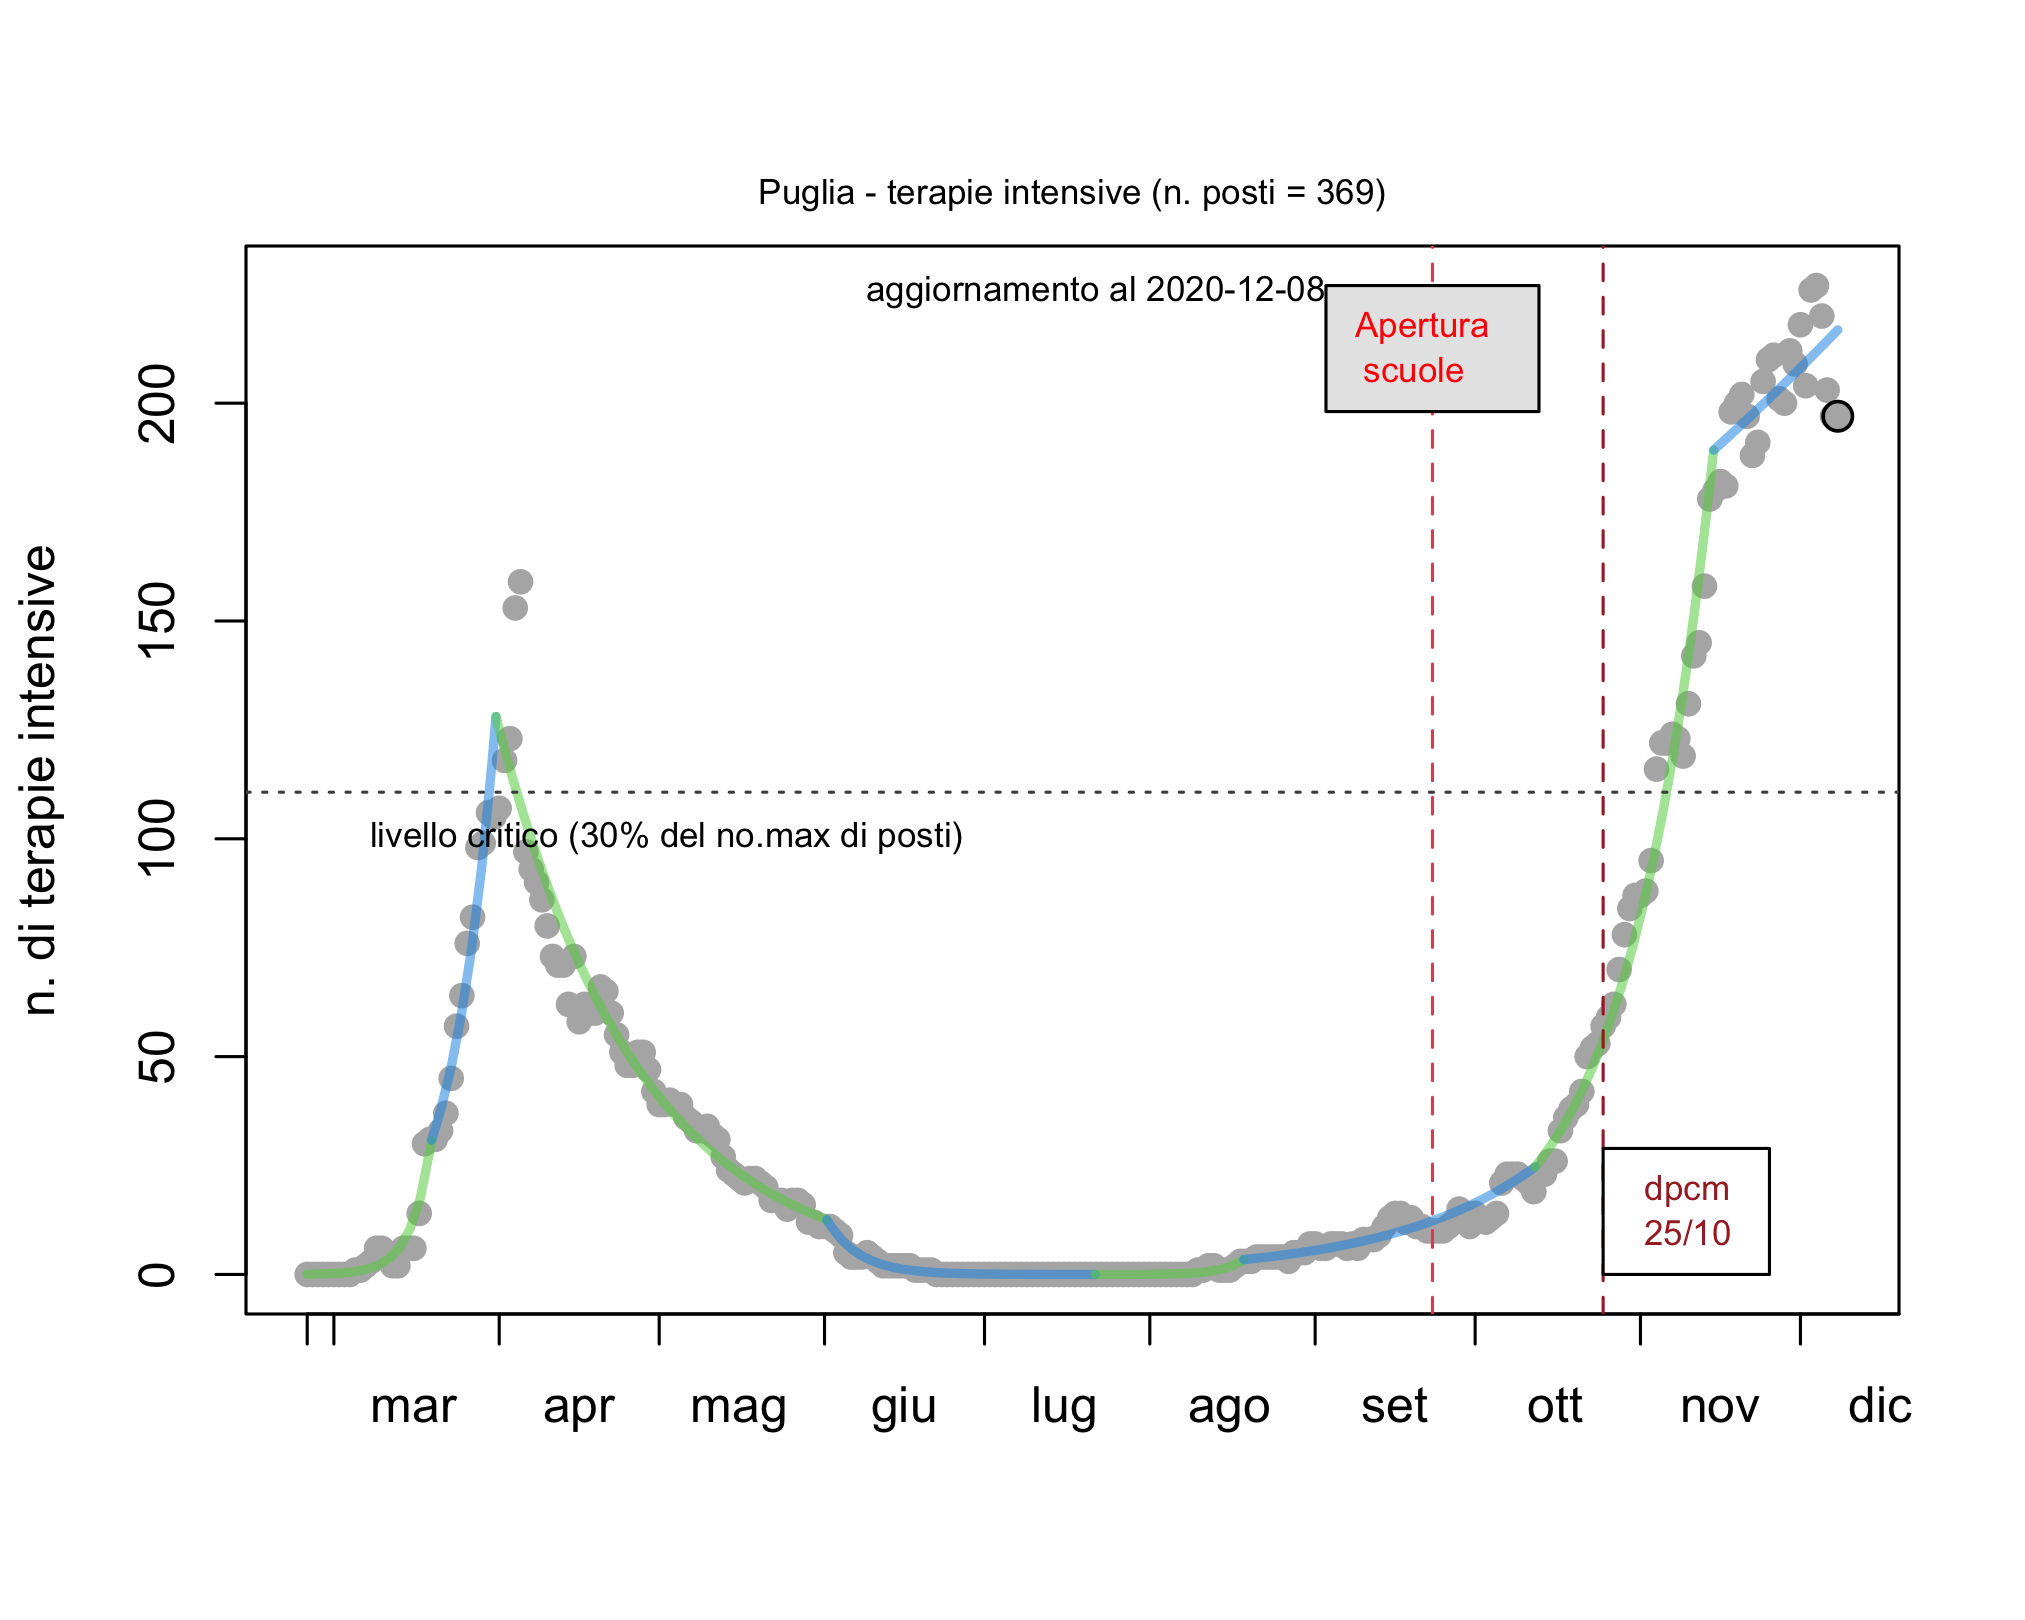 Puglia - terapie intensive (n. posti = 369)
aggiornamento al 2020-12-08
Apertura
scuole
n. di terapie intensive
200
150
100
50
0
livello critico (30% del no.max di posti)
dpcm
25/10
mar apr mag giu lug ago set ott nov dic